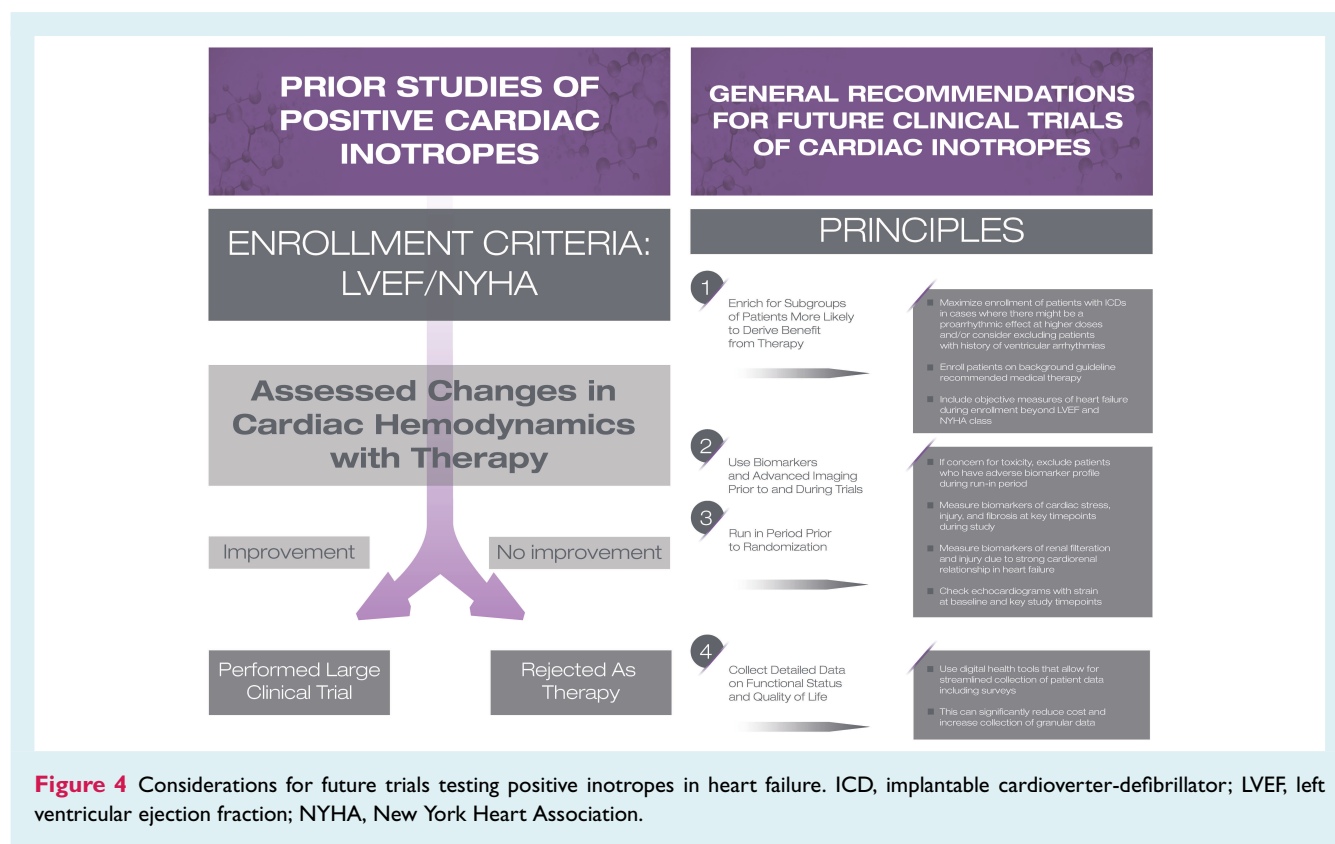 PRIOR STUDIES OF
POSITIVE CARDIAC
INOTROPES
ENROLLMENT CRITERIA:
LVEF/NYHA
Assessed Changes in
Cardiac Hemodynamics
with Therapy
Improvement
No improvement
Performed Large
Clinical Trial
Rejected As
Therapy
GENERAL RECOMMENDATIONS
FOR FUTURE CLINICAL TRIALS
OF CARDIAC INOTROPES
PRINCIPLES
1
Enrich for Subgroups
of Patients More Likely
to Derive Benefit
from Therapy
■ Maximize enrollment of patients with ICDs
in cases where there might be a
proarrhythmic effect at higher doses
and/or consider excluding patients
with history of ventricular arrhythmias
■ Enroll patients on background guideline
recommended medical therapy
■ Include objective measures of heart failure
during enrollment beyond LVEF and
NYHA class
2
Use Biomarkers
and Advanced Imaging
Prior to and During Trials
3
Run in Period Prior
to Randomization
■ If concern for toxicity, exclude patients
who have adverse biomarker profile
during run-in period
■ Measure biomarkers of cardiac stress,
injury, and fibrosis at key timepoints
during study
■ Measure biomarkers of renal filteration
and injury due to strong cardiorenal
relationship in heart failure
■ Check echocardiograms with strain
at baseline and key study timepoints
4
Collect Detailed Data
on Functional Status
and Quality of Life
■ Use digital health tools that allow for
streamlined collection of patient data
including surveys
■ This can significantly reduce cost and
increase collection of granular data
Figure 4 Considerations for future trials testing positive inotropes in heart failure. ICD, implantable cardioverter-defibrillator; LVEF, left
ventricular ejection fraction; NYHA, New York Heart Association.